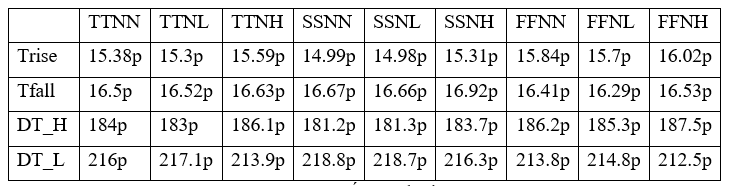 TTNN TTNL TTNH SSNN SSNL SSNH FFNN FFNL FFNH
Trise 15.38p 15.3p 15.59p 14.99p 14.98p 15.31p 15.84p 15.7p 16.02p
Tfall 16.5p 16.52p 16.63p 16.67p 16.66p 16.92p 16.41p 16.29p 16.53p
DT_H 184p 183p 186.1p 181.2p 181.3p 183.7p 186.2p 185.3p 187.5p
DT_L 216p 217.1p 213.9p 218.8p 218.7p 216.3p 213.8p 214.8p 212.5p